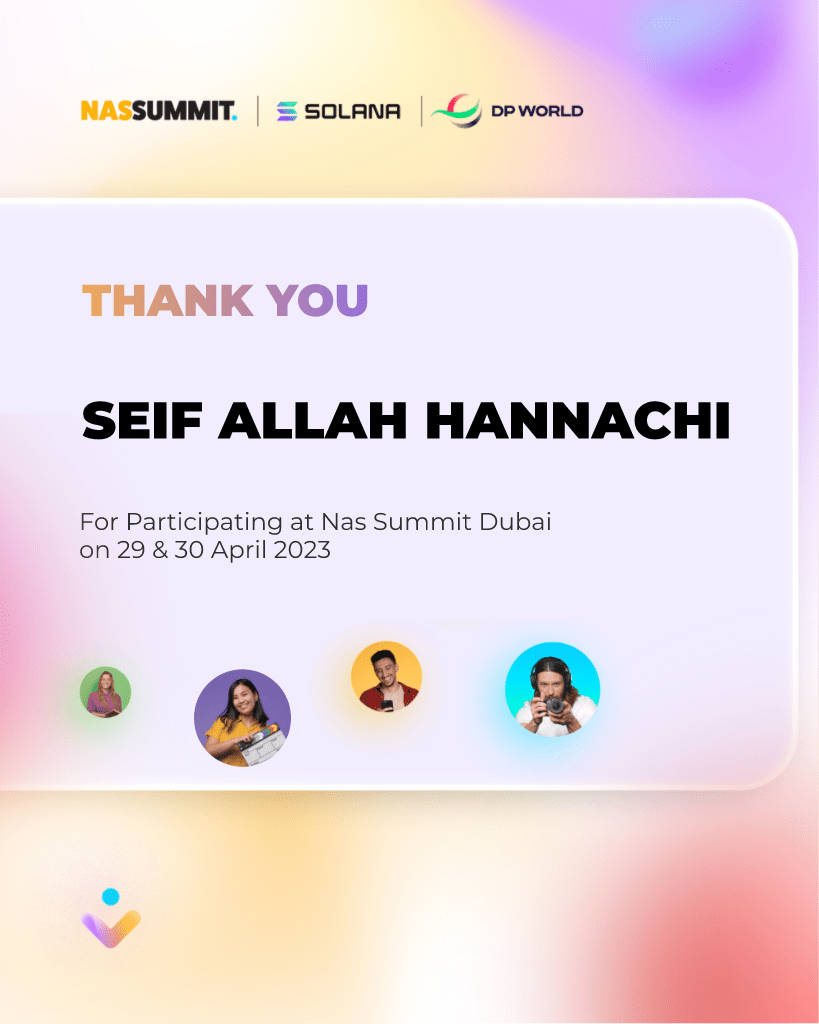 NASSUMMIT. | SOLANA | DP WORLD
THANK YOU
SEIF ALLAH HANNACHI
For Participating at Nas Summit Dubai
on 29 & 30 April 2023